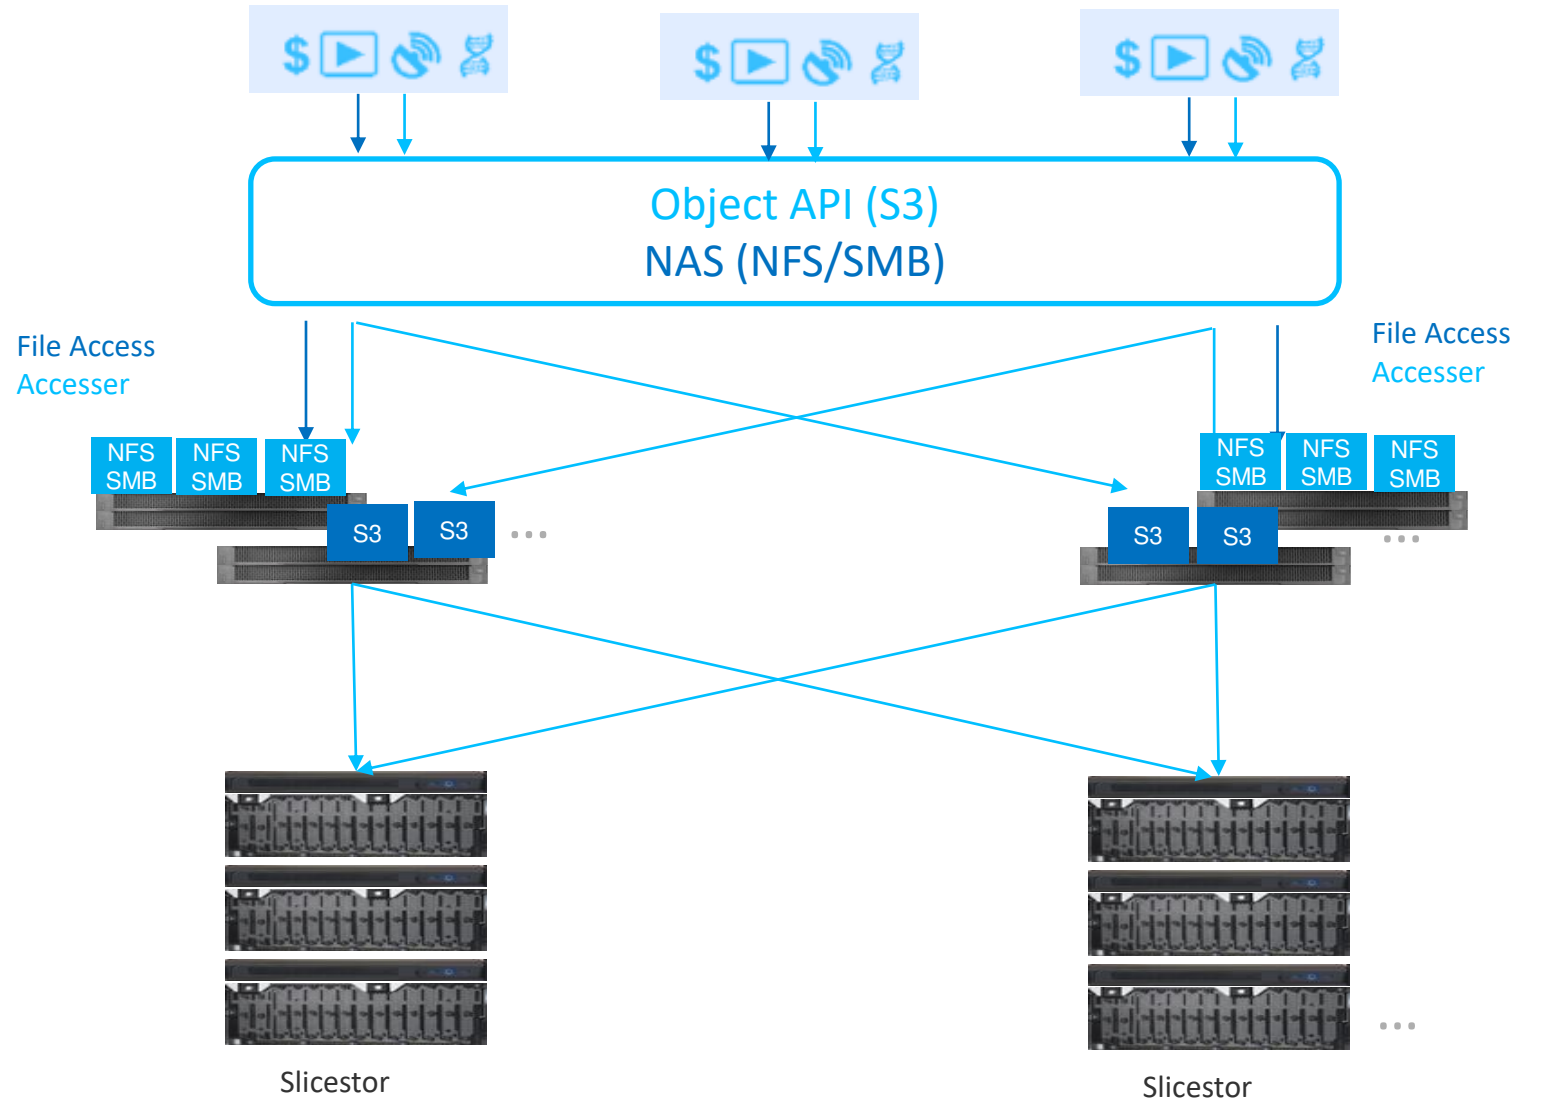 $
$
$
Object API (S3)
NAS (NFS/SMB)
File Access
Accesser
File Access
Accesser
NFS
SMB
NFS
SMB
NFS
SMB
NFS
SMB
NFS
SMB
NFS
SMB
S3
S3
...
S3
S3
...
...
Slicestor
Slicestor